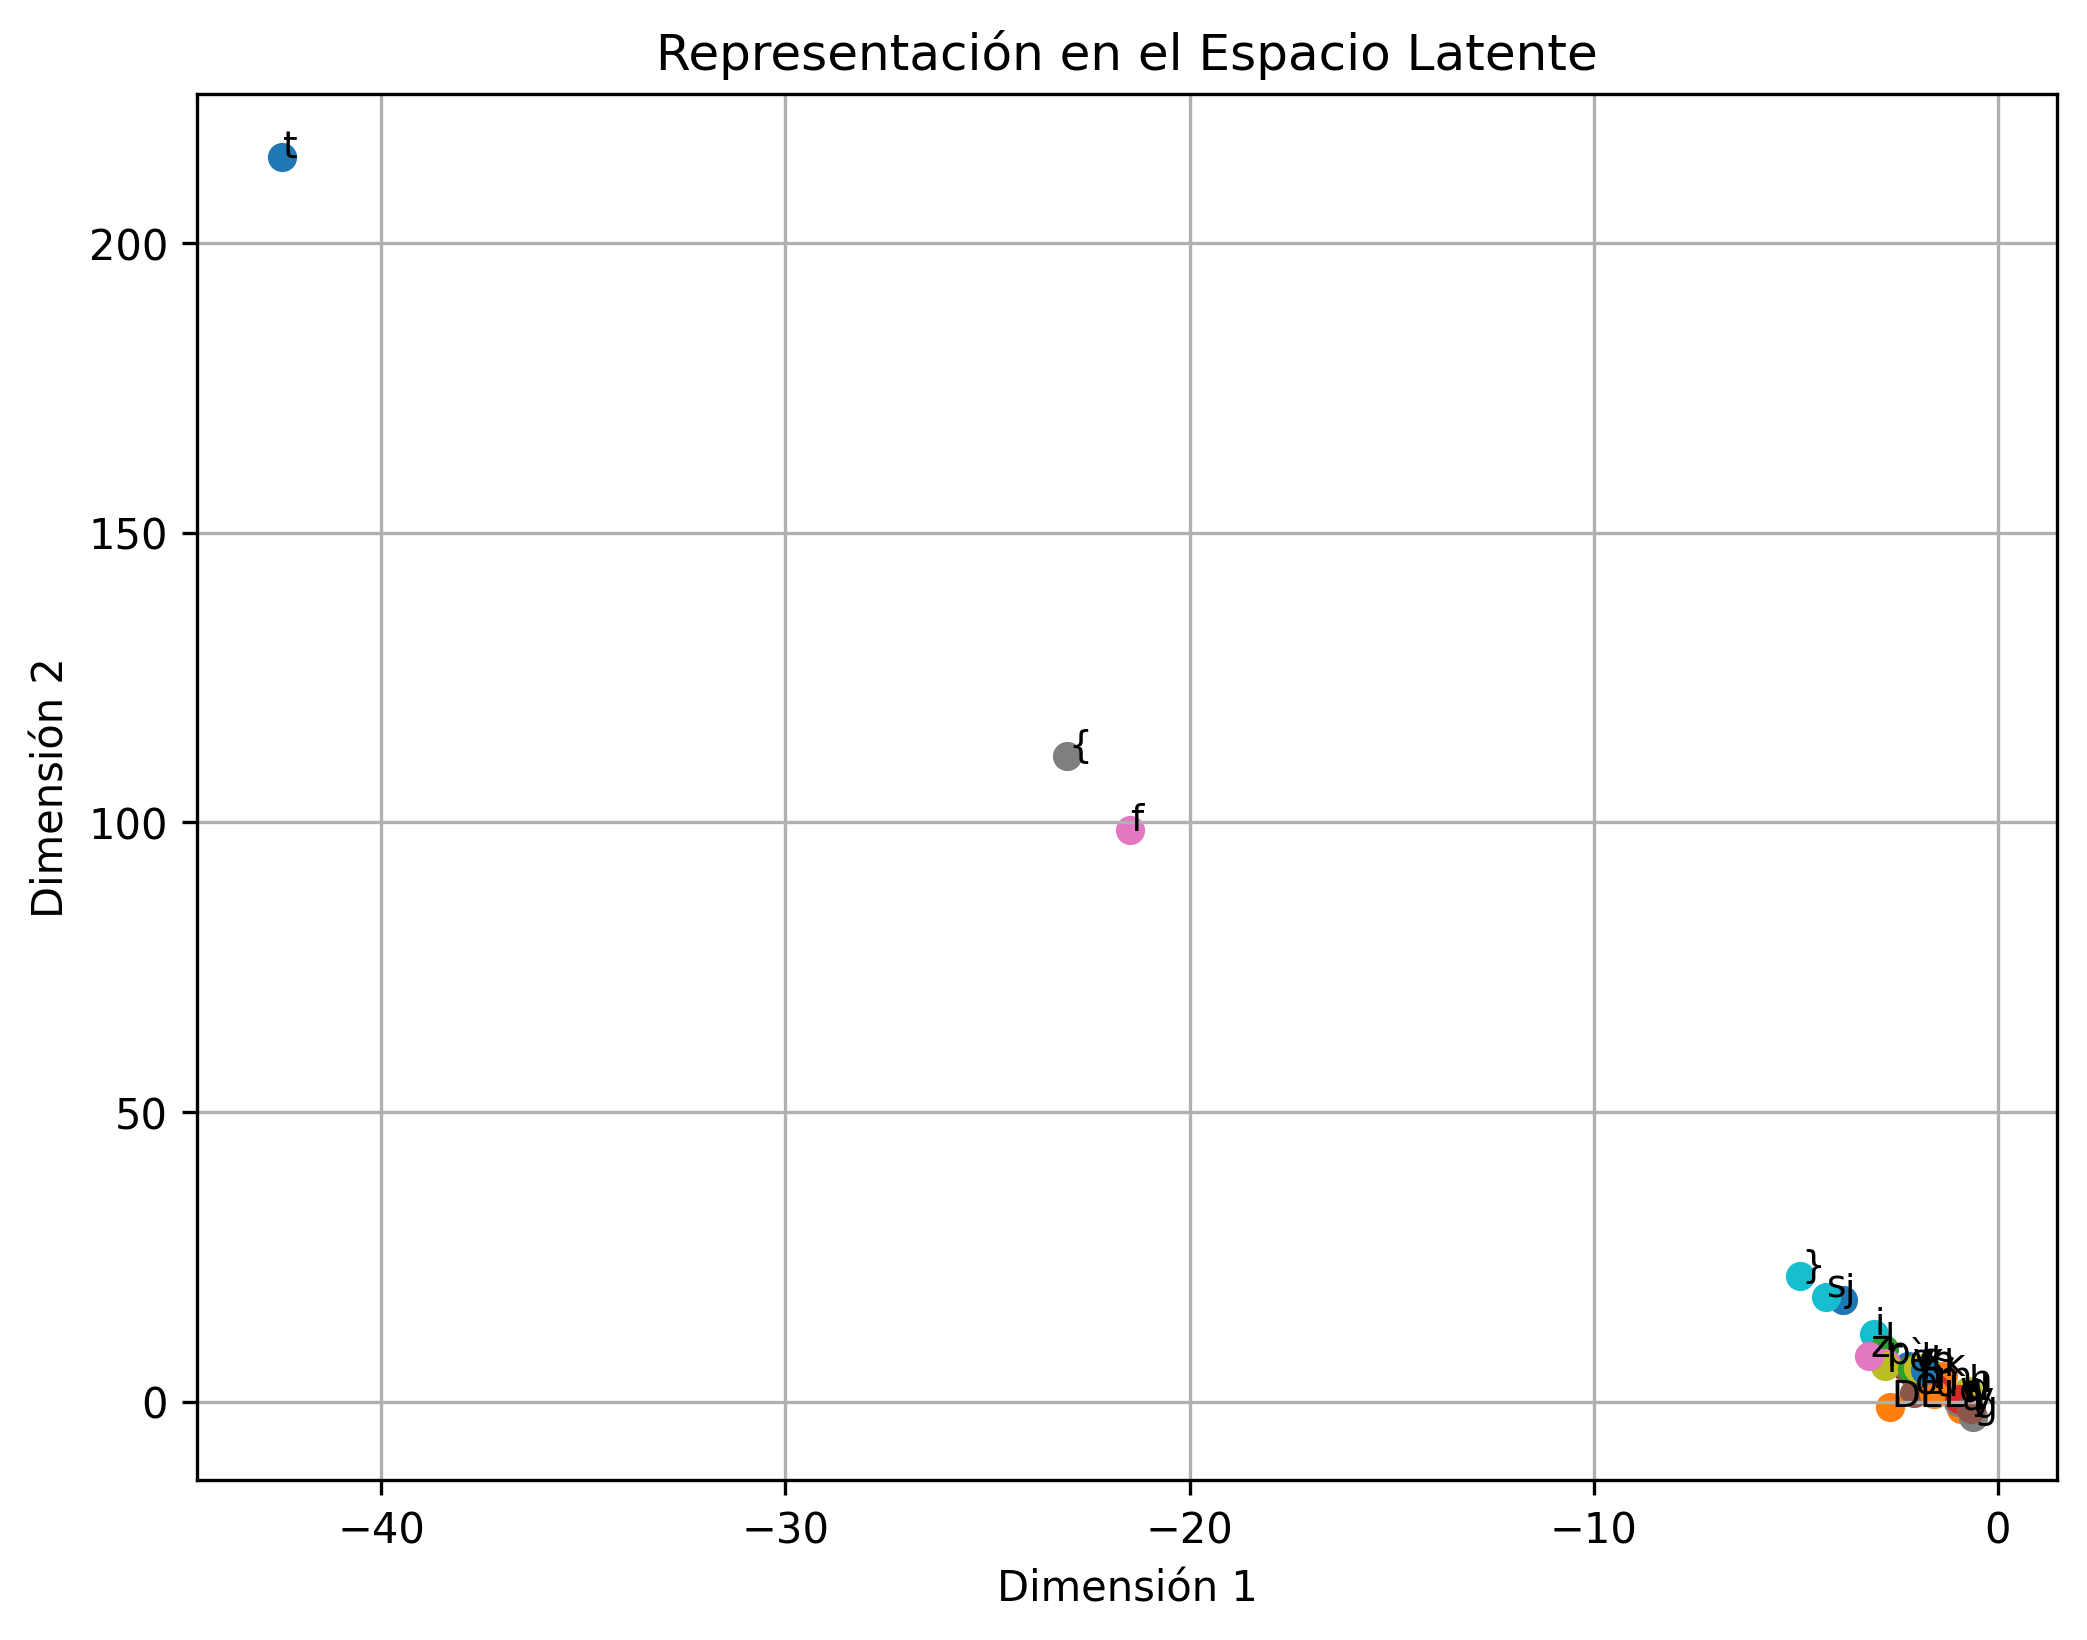 Representación en el Espacio Latente
t
200
150
{
f
100
Dimensión 2
50
}
s
j
i
l
z
p
DEL
g
0
−40
−30
−20
−10
0
Dimensión 1